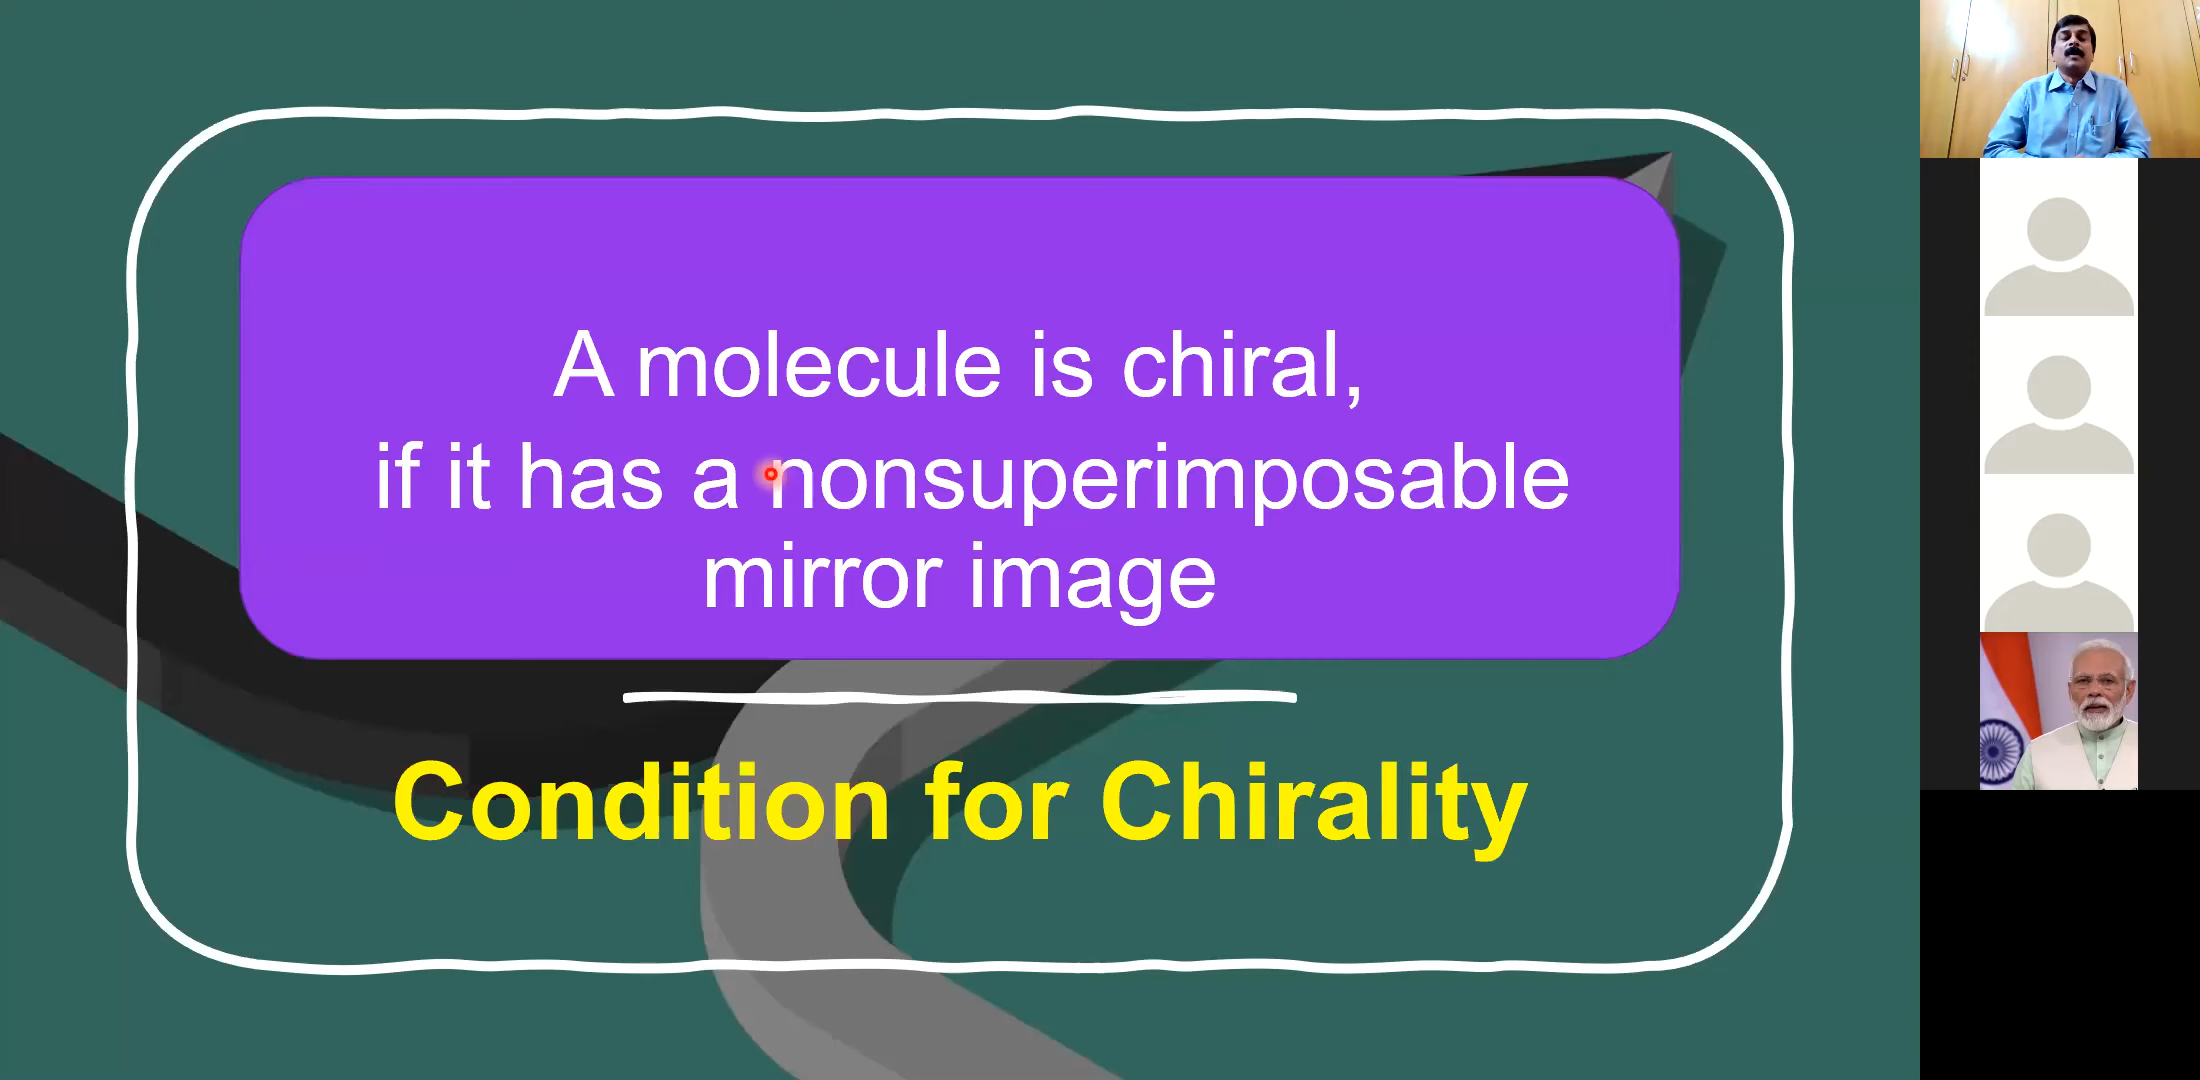 A molecule is chiral,
if it has a nonsuperimposable
mirror image
Condition for Chirality